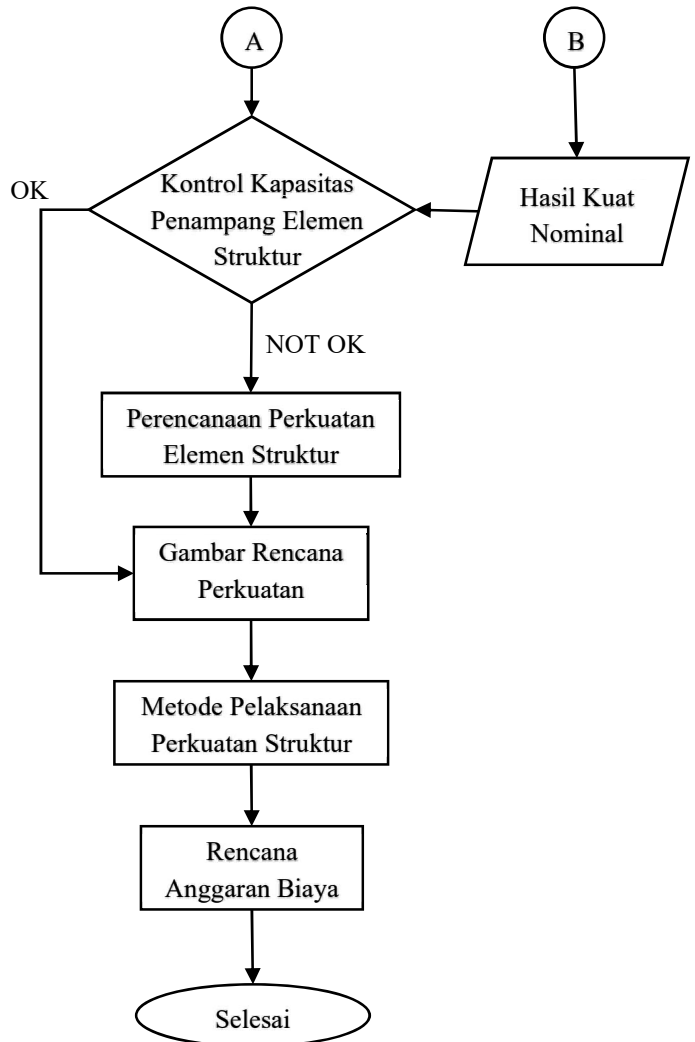 A
B
OK
Kontrol Kapasitas
Penampang Elemen
Struktur
Hasil Kuat
Nominal
NOT OK
Perencanaan Perkuatan
Elemen Struktur
Gambar Rencana
Perkuatan
Metode Pelaksanaan
Perkuatan Struktur
Rencana
Anggaran Biaya
Selesai